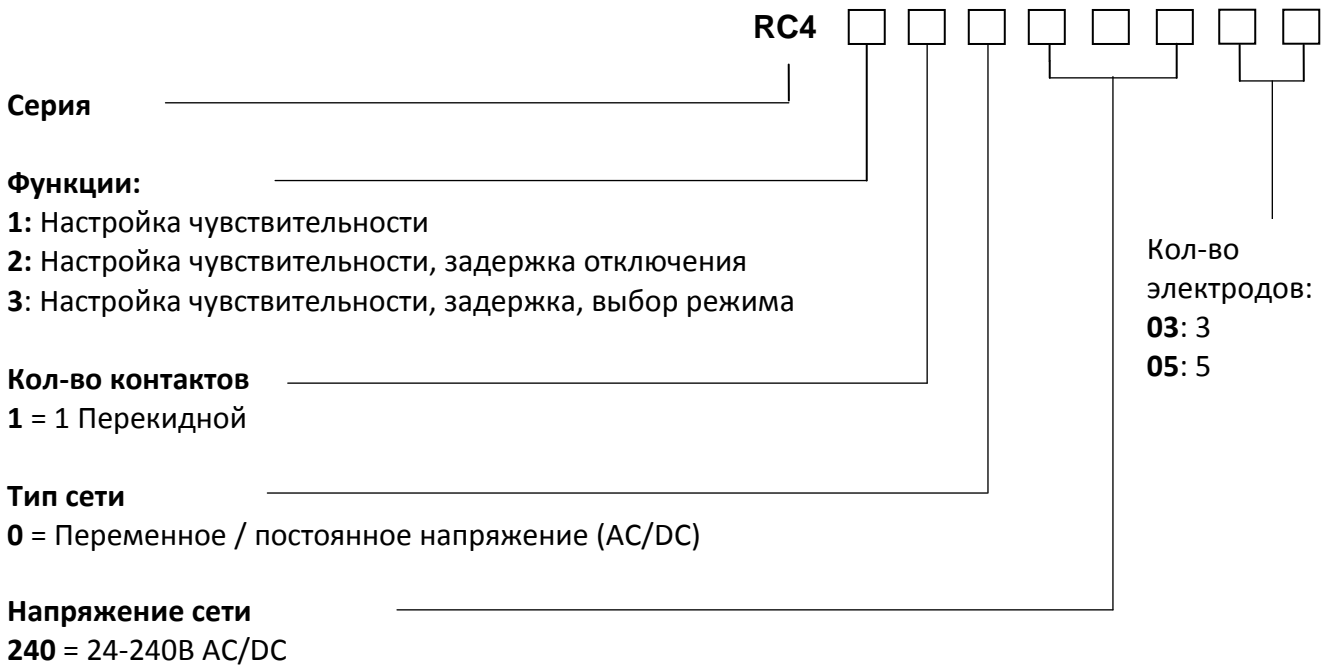 RC4
Серия
Функции:
1: Настройка чувствительности
2: Настройка чувствительности, задержка отключения
3: Настройка чувствительности, задержка, выбор режима
Кол-во контактов
1 = 1 Перекидной
Тип сети
0 = Переменное / постоянное напряжение (AC/DC)
Напряжение сети
240 = 24-240В AC/DC
Кол-во
электродов:
03: 3
05: 5